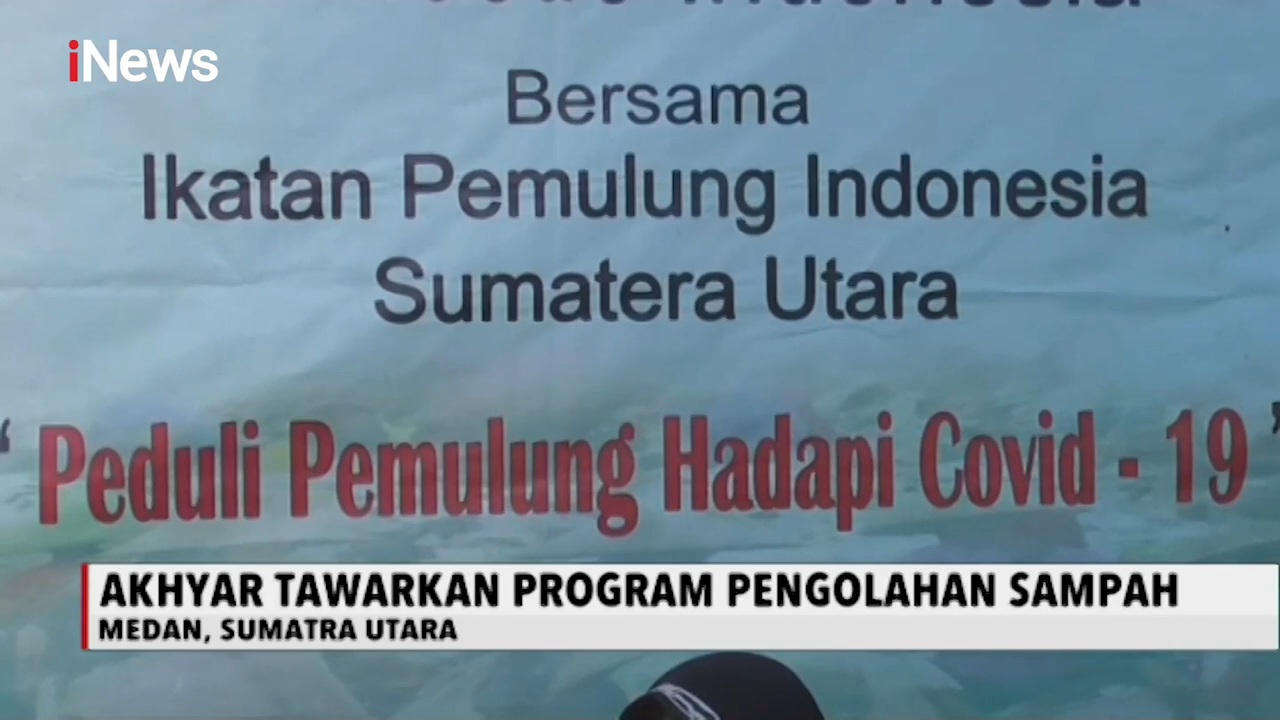 Indonesia
iNews
Bersama
Ikatan Pemulung Indonesia
Sumatera Utara
“ Peduli Pemulung Hadapi Covid - 19 ”
AKHYAR TAWARKAN PROGRAM PENGOLAHAN SAMPAH
MEDAN, SUMATRA UTARA